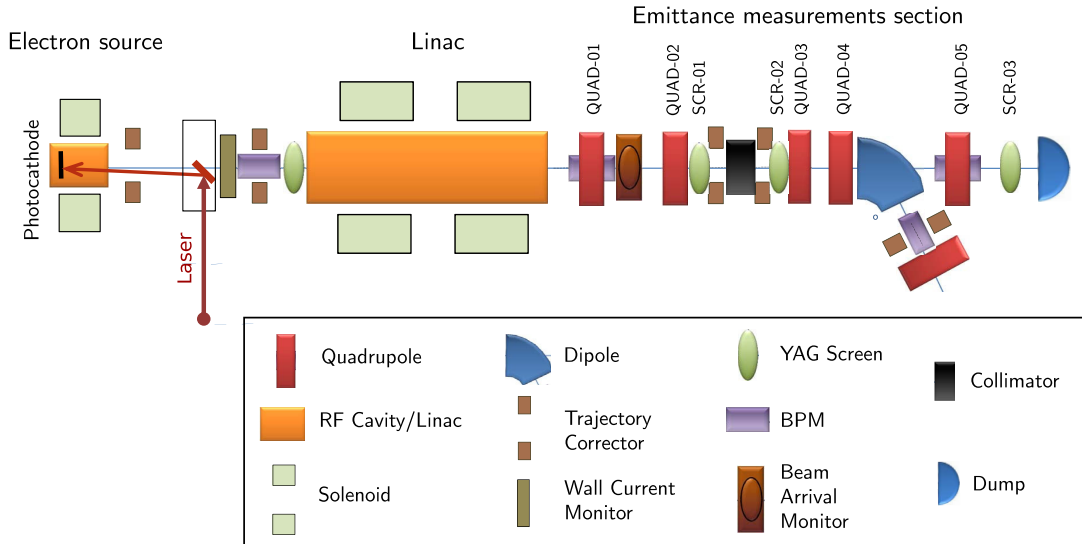 Emittance measurements section
Electron source
Linac
QUAD-01
QUAD-02
SCR-01
SCR-02
QUAD-03
QUAD-04
QUAD-05
SCR-03
Photocathode
Laser
Quadrupole
Dipole
YAG Screen
Collimator
RF Cavity/Linac
Trajectory
Corrector
BPM
Solenoid
Wall Current
Monitor
Beam
Arrival
Monitor
Dump